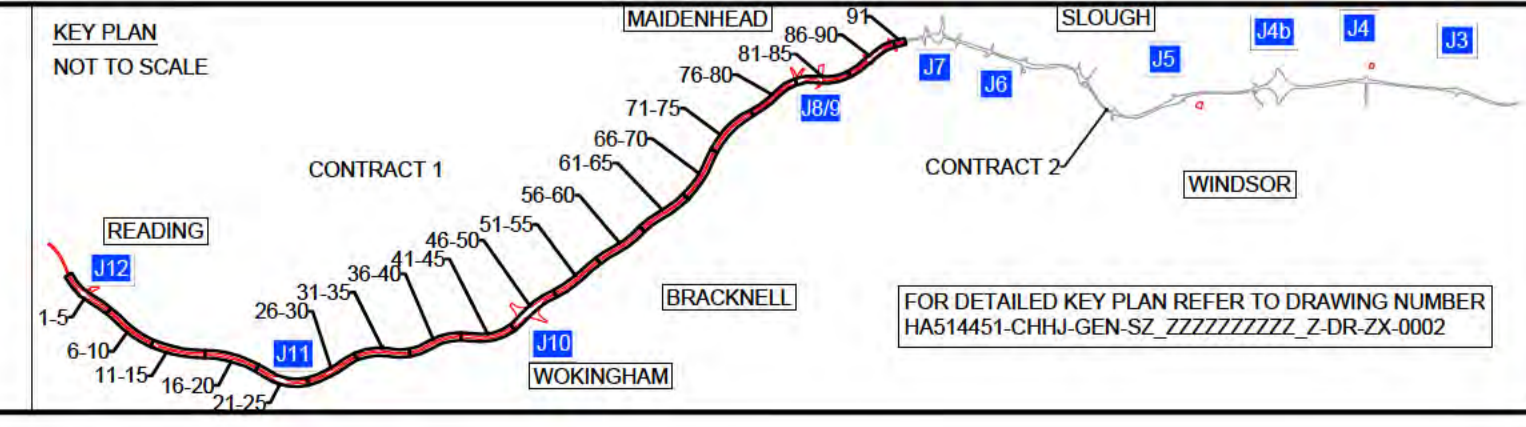 KEY PLAN
NOT TO SCALE
MAIDENHEAD
91
SLOUGH
86-90
81-85
76-80
J8/9
J7
J6
J5
J4b
J4
J3
71-75
66-70
61-65
56-60
51-55
46-50
41-45
36-40
31-35
26-30
CONTRACT 1
CONTRACT 2
WINDSOR
READING
J12
1-5
6-10
11-15
16-20
21-25
J11
J10
WOKINGHAM
BRACKNELL
FOR DETAILED KEY PLAN REFER TO DRAWING NUMBER
HA514451-CHHJ-GEN-SZ_ZZZZZZZZZZ_Z-DR-ZX-0002